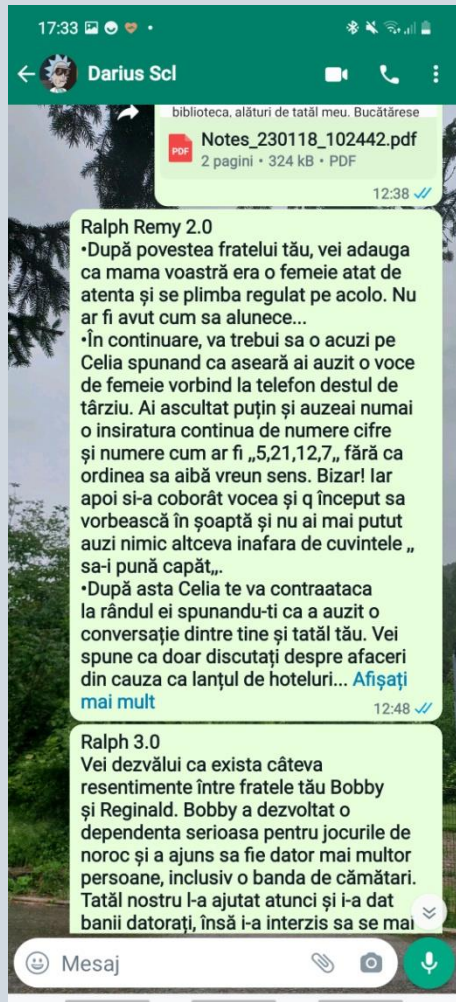 17:33
Darius Scl
biblioteca, alături de tatăl meu. Bucătărese
PDF
Notes_230118_102442.pdf
2 pagini • 324 kB • PDF
12:38
Ralph Remy 2.0
•După povestea fratelui tău, vei adauga
ca mama voastră era o femeie atat de
atenta și se plimba regulat pe acolo. Nu
ar fi avut cum sa alunece...
•În continuare, va trebui sa o acuzi pe
Celia spunand ca aseară ai auzit o voce
de femeie vorbind la telefon destul de
târziu. Ai ascultat puțin și auzeai numai
o insiratura continua de numere cifre
și numere cum ar fi „5,21,12,7„ fără ca
ordinea sa aibă vreun sens. Bizar! Iar
apoi si-a coborât vocea și q început sa
vorbească în șoaptă și nu ai mai putut
auzi nimic altceva inafara de cuvintele „
sa-i pună capăt„.
•După asta Celia te va contraataca
la rândul ei spunandu-ti ca a auzit o
conversație dintre tine și tatăl tău. Vei
spune ca doar discutați despre afaceri
din cauza ca lanțul de hoteluri... Afișați
mai mult
12:48
Ralph 3.0
Vei dezvălui ca exista câteva
resentimente între fratele tău Bobby
și Reginald. Bobby a dezvoltat o
dependenta serioasa pentru jocurile de
noroc și a ajuns sa fie dator mai multor
persoane, inclusiv o banda de cămătari.
Tatăl nostru l-a ajutat atunci și i-a dat
banii datorați, însă i-a interzis sa se mai
Mesaj